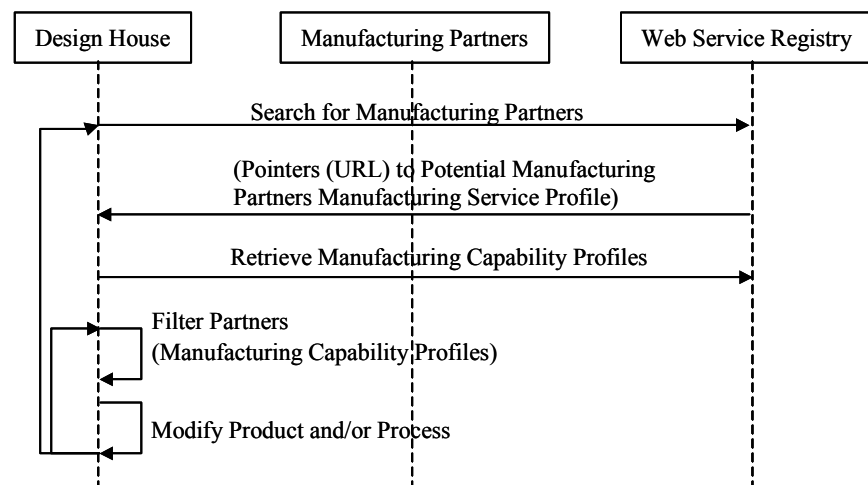 Design House
Manufacturing Partners
Web Service Registry
Search for Manufacturing Partners
(Pointers (URL) to Potential Manufacturing
Partners Manufacturing Service Profile)
Retrieve Manufacturing Capability Profiles
Filter Partners
(Manufacturing Capability Profiles)
Modify Product and/or Process